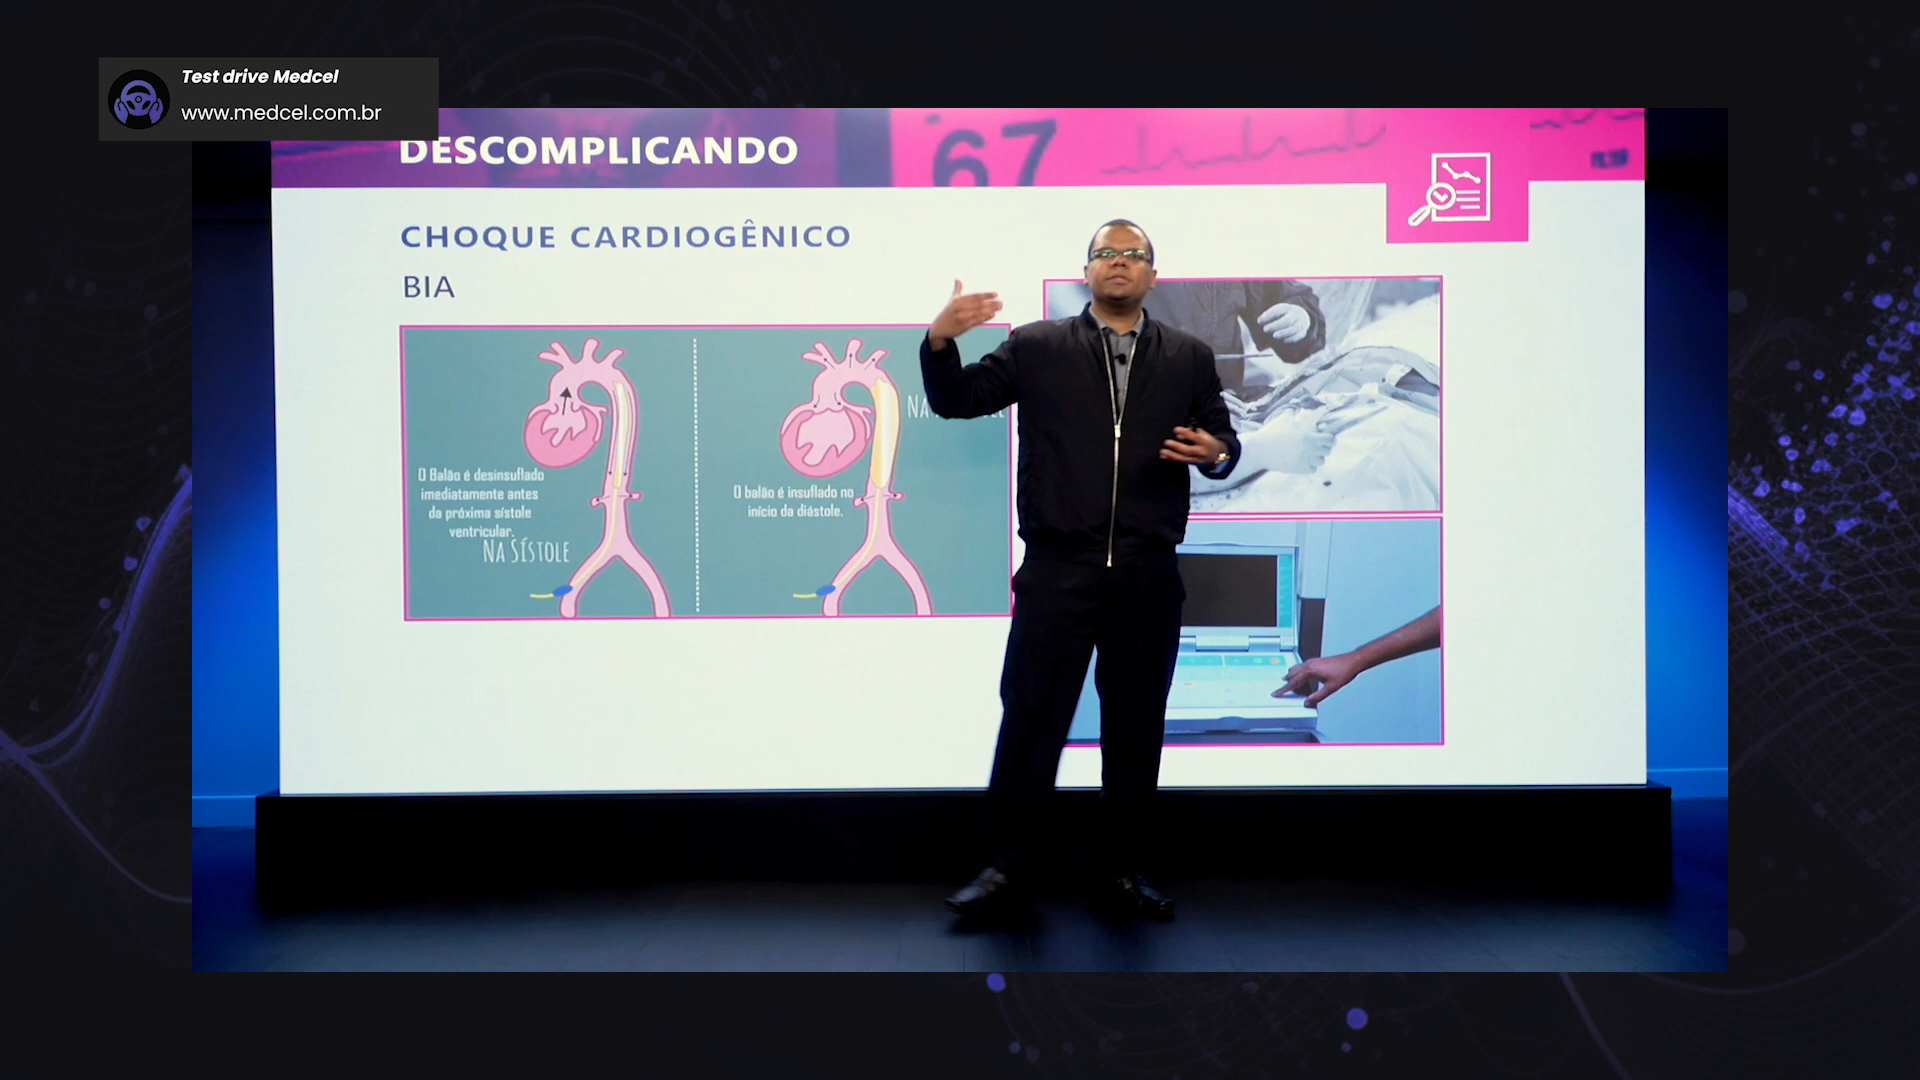 Test drive Medcel
www.medcel.com.br
DESCOMPLICANDO
67
CHOQUE CARDIOGÊNICO
BIA
O Balão é desinsuflado
imediatamente antes
da próxima sístole
ventricular.
NA SÍSTOLE
O balão é insuflado no
início da diástole.
NA